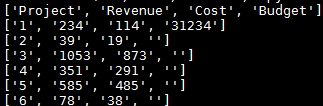 ['Project', 'Revenue', 'Cost', 'Budget']
['1', '234', '114', '31234']
['2', '39', '19', '']
['3', '1053', '873', '']
['4', '351', '291', '']
['5', '585', '485', '']
['6', '78', '38', '']